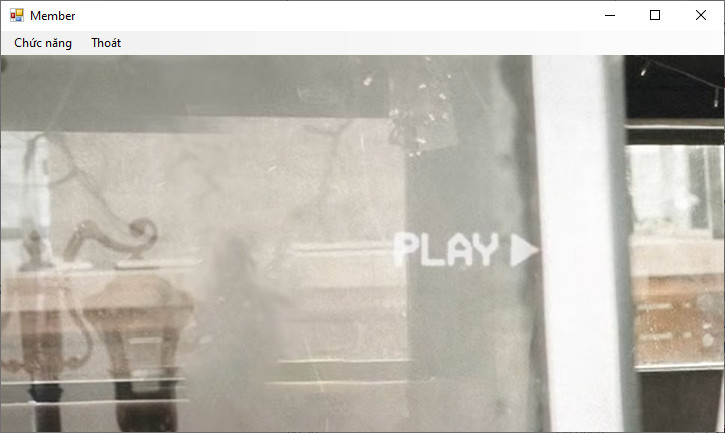 Member
Chức năng Thoát
PLAY